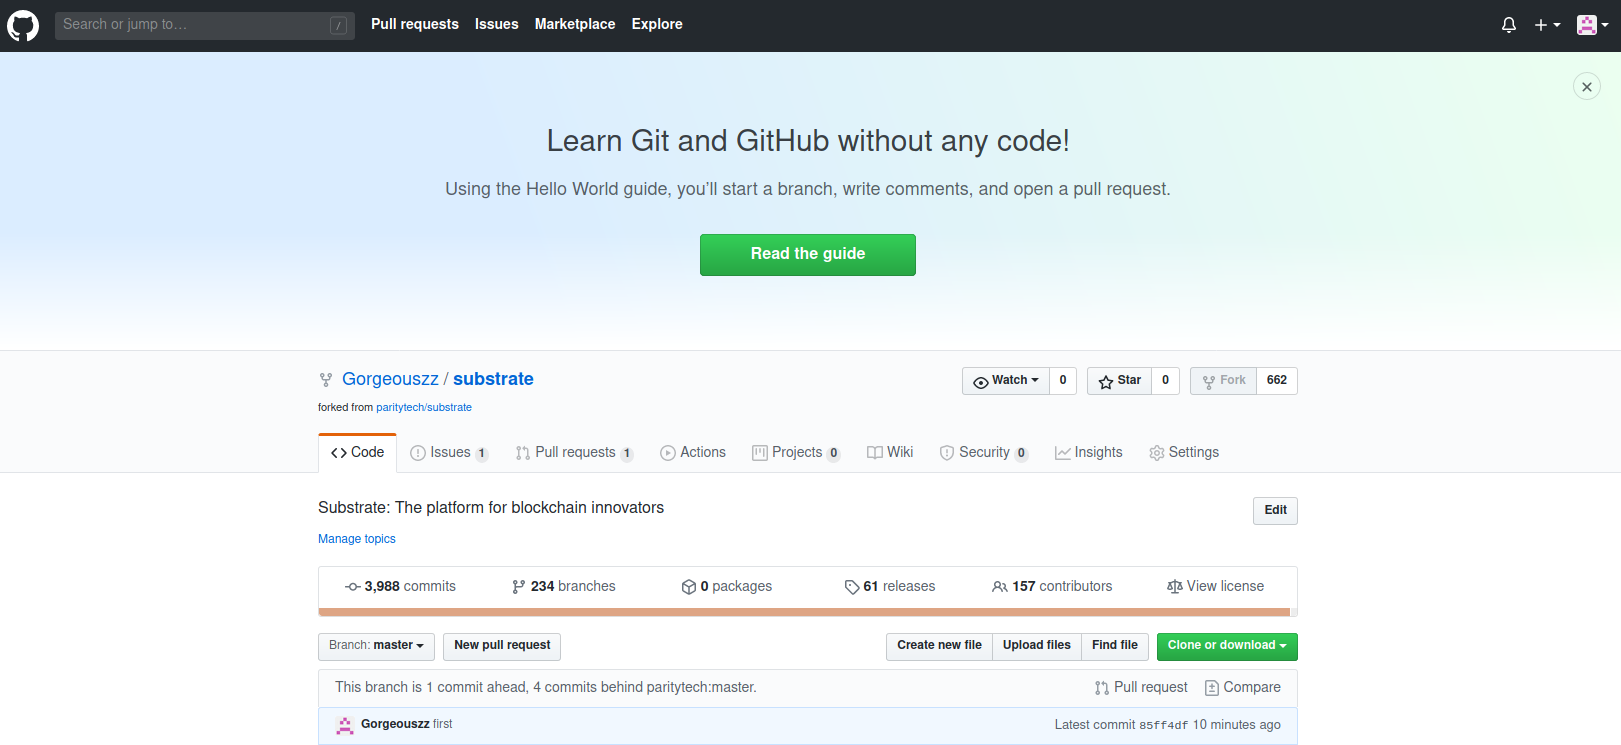 Search or jump to… /
Pull requests Issues Marketplace Explore
Learn Git and GitHub without any code!
Using the Hello World guide, you’ll start a branch, write comments, and open a pull request.
Read the guide
Gorgeouszz / substrate
Watch 0 Star 0 Fork 662
forked from paritytech/substrate
Code Issues 1 Pull requests 1 Actions Projects 0 Wiki Security 0 Insights Settings
Substrate: The platform for blockchain innovators
Edit
Manage topics
3,988 commits 234 branches 0 packages 61 releases 157 contributors View license
Branch: master New pull request Create new file Upload files Find file Clone or download
This branch is 1 commit ahead, 4 commits behind paritytech:master. Pull request Compare
Gorgeouszz first Latest commit 85ff4df 10 minutes ago